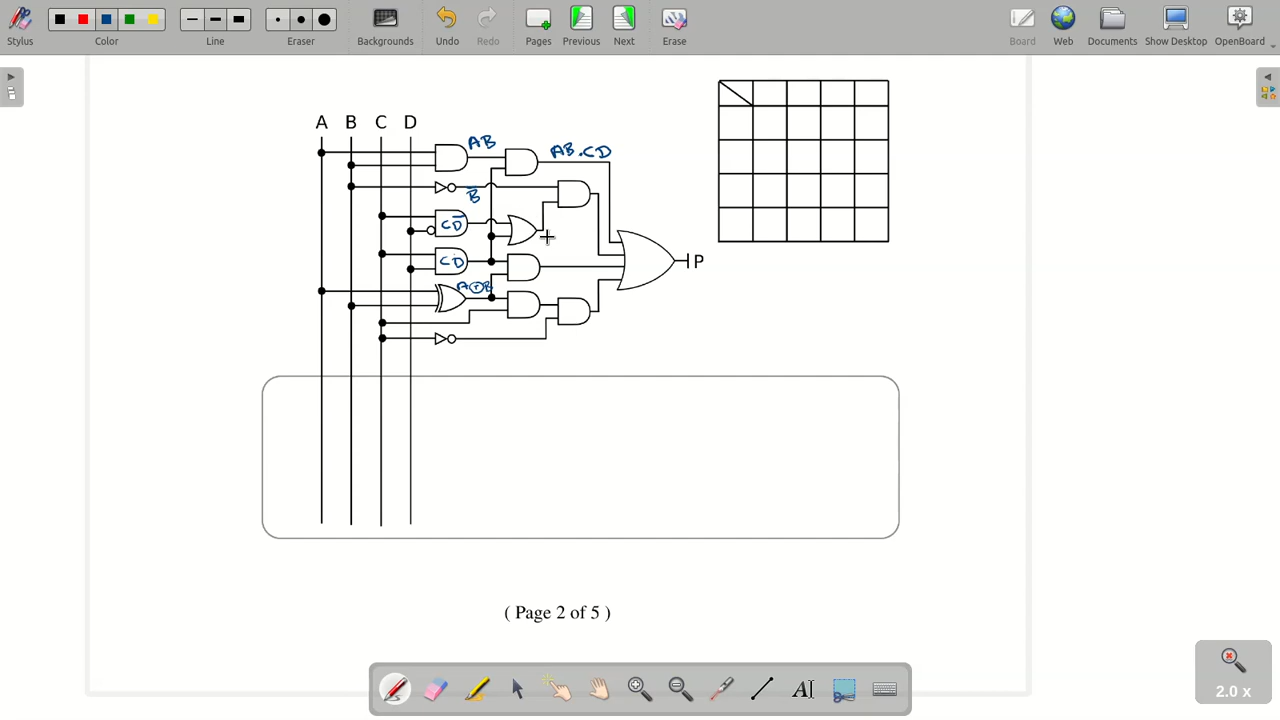 Stylus Color Line Eraser Backgrounds Undo Redo Pages Previous Next Erase Board Web Documents Show Desktop OpenBoard
A B C D
AB
AB.CD
B̅
CD̅
CD
A⊕B
P
( Page 2 of 5 )
AI
2.0 x